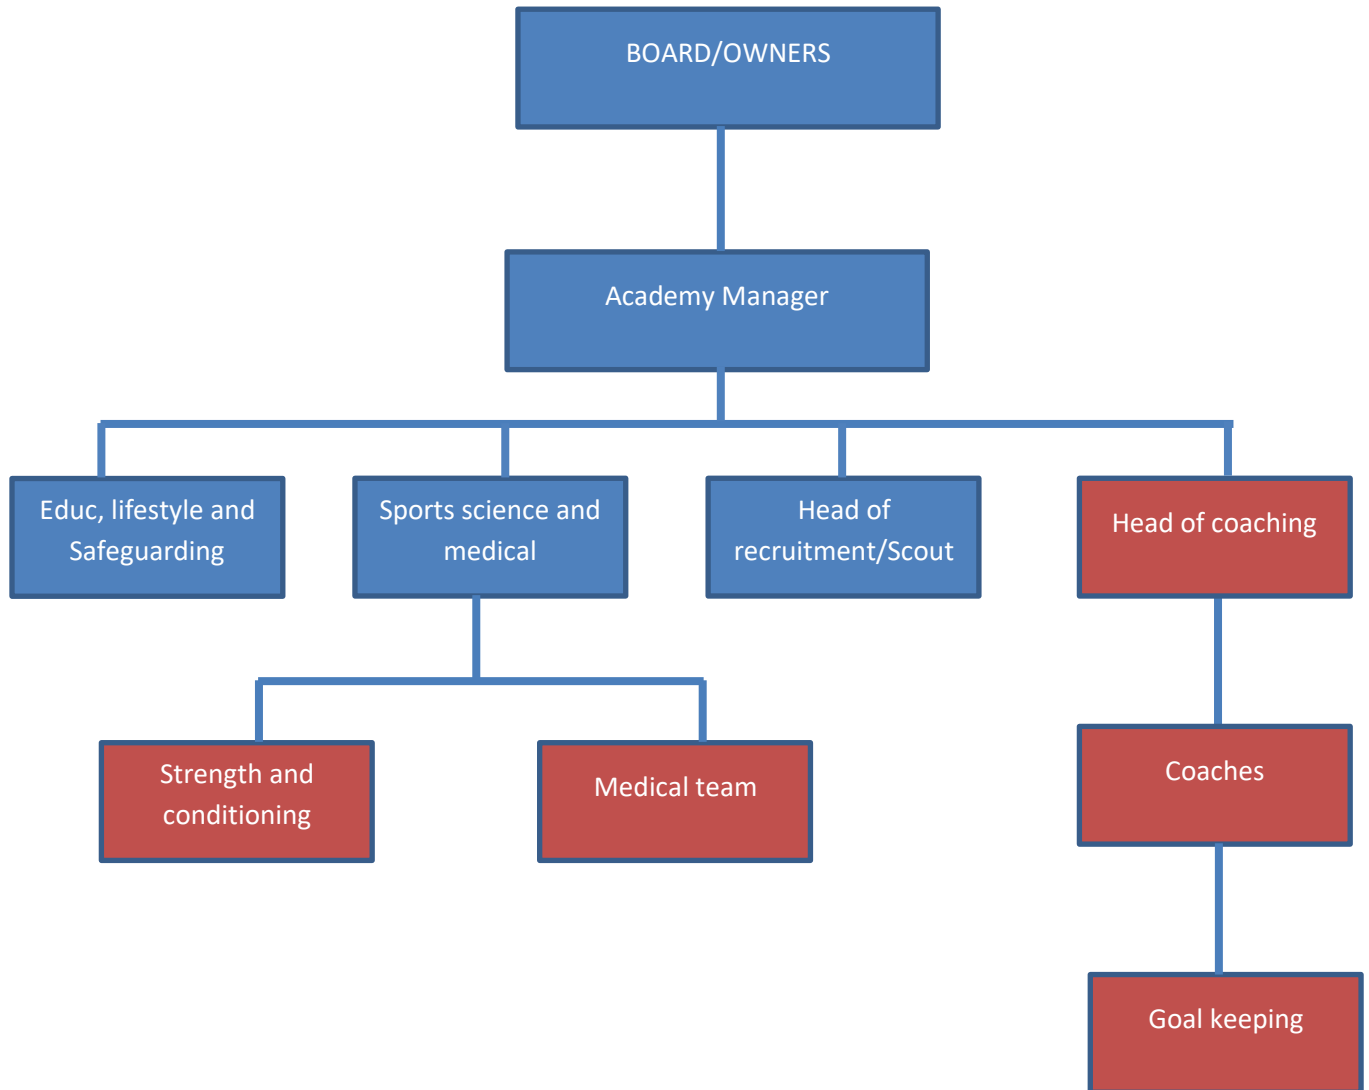 BOARD/OWNERS
Academy Manager
Educ, lifestyle and
Safeguarding
Sports science and
medical
Head of
recruitment/Scout
Head of coaching
Strength and
conditioning
Medical team
Coaches
Goal keeping